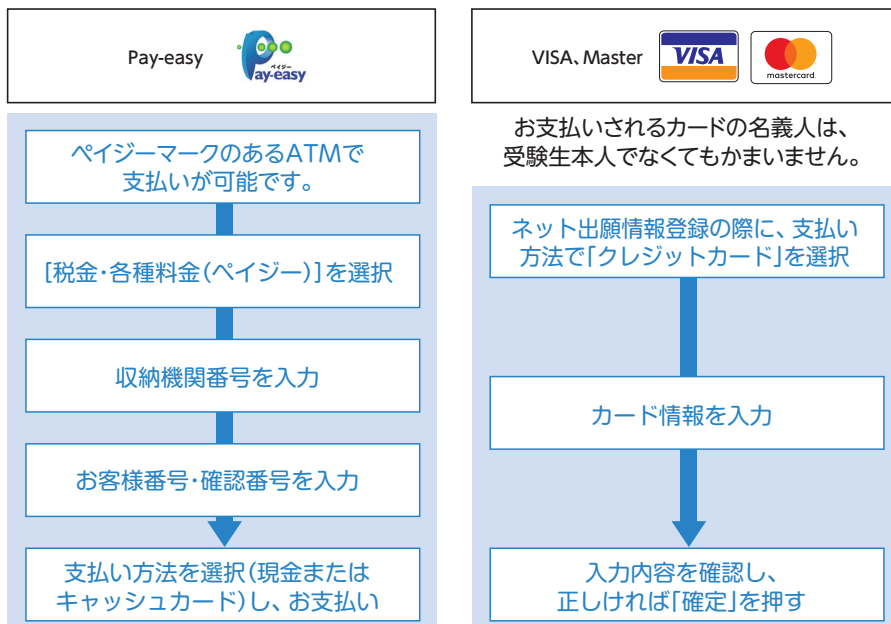 Pay-easy
ペイジー
Pay-easy
ペイジーマークのあるATMで
支払いが可能です。
[税金・各種料金(ペイジー)]を選択
収納機関番号を入力
お客様番号・確認番号を入力
支払い方法を選択(現金または
キャッシュカード)し、お支払い
VISA、Master
VISA
mastercard
お支払いされるカードの名義人は、
受験生本人でなくてもかまいません。
ネット出願情報登録の際に、支払い
方法で「クレジットカード」を選択
カード情報を入力
入力内容を確認し、
正しければ「確定」を押す